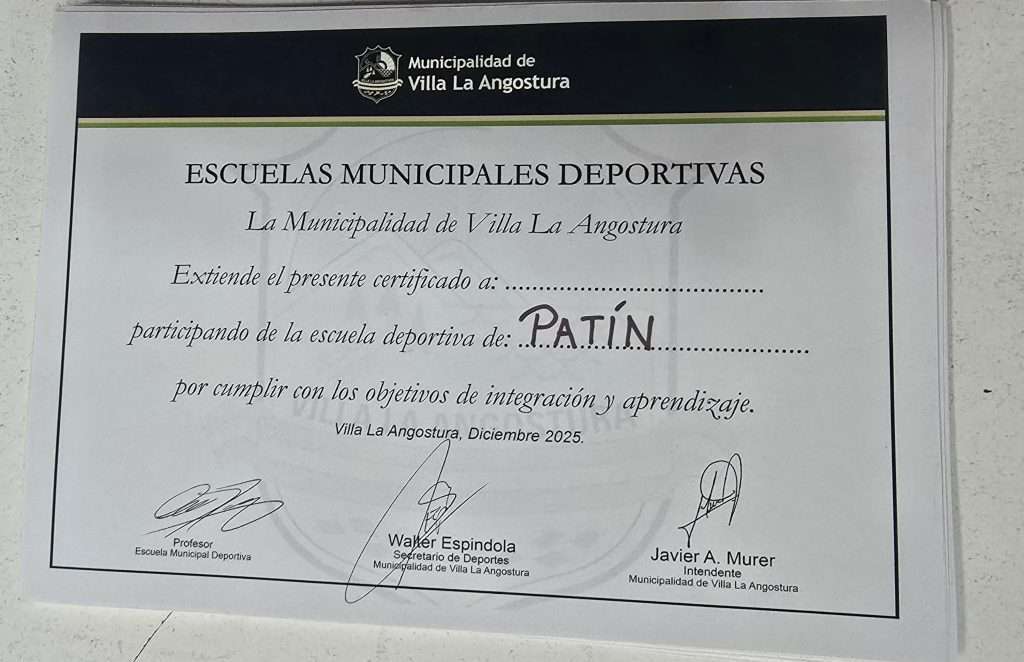 Municipalidad de
Villa La Angostura
ESCUELAS MUNICIPALES DEPORTIVAS
La Municipalidad de Villa La Angostura
Extiende el presente certificado a: ......................................
participando de la escuela deportiva de: PATÍN
por cumplir con los objetivos de integración y aprendizaje.
VILLA LA ANGOSTURA
Villa La Angostura, Diciembre 2025.
Profesor
Escuela Municipal Deportiva
Walter Espindola
Secretario de Deportes
Municipalidad de Villa La Angostura
Javier A. Murer
Intendente
Municipalidad de Villa La Angostura